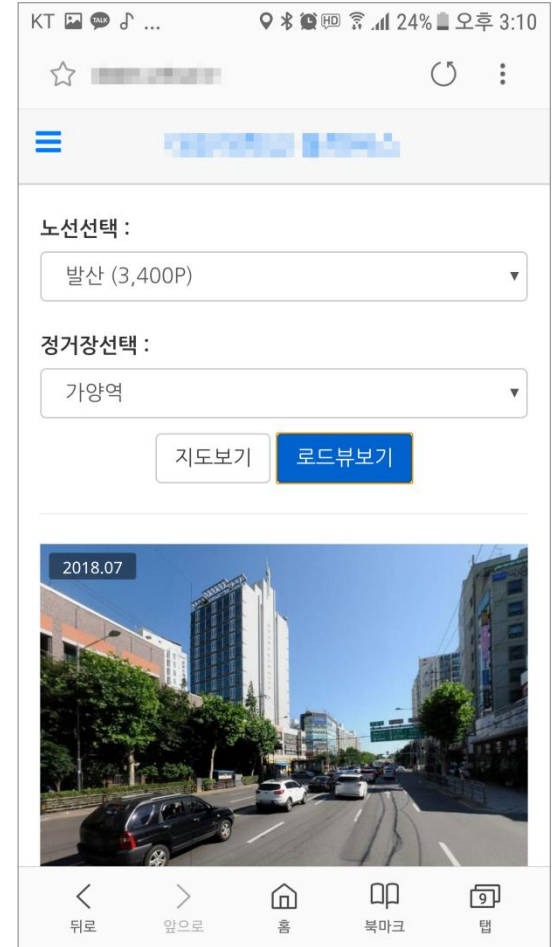 KT TALK ... HD 24% 오후 3:10
노선선택 :
발산 (3,400P)
정거장선택 :
가양역
지도보기 로드뷰보기
2018.07
뒤로 앞으로 홈 북마크 9 탭